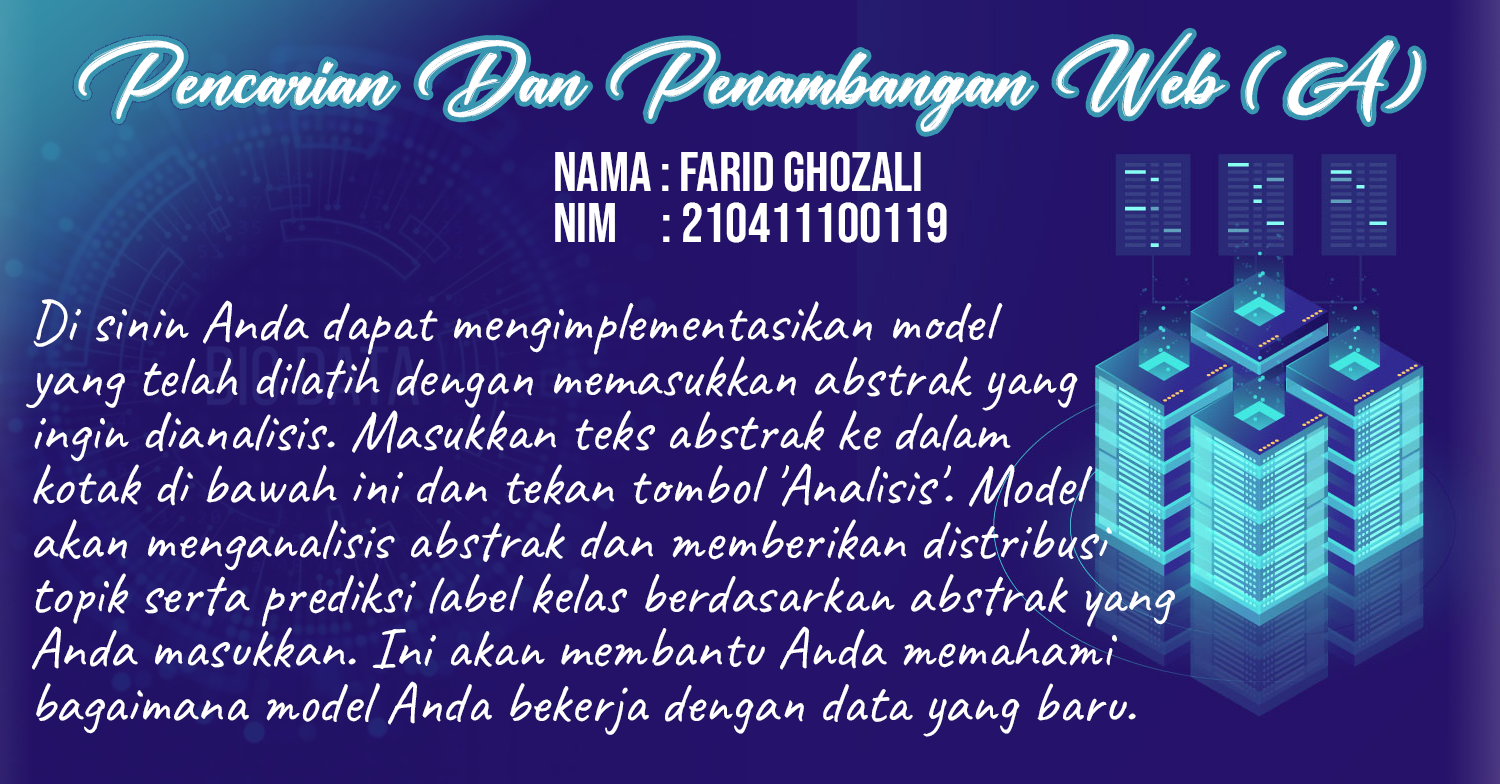 Pencarian Dan Penambangan Web (A)
NAMA : FARID GHOZALI
NIM : 210411100119
BIG DATA
Di sinin Anda dapat mengimplementasikan model
yang telah dilatih dengan memasukkan abstrak yang
ingin dianalisis. Masukkan teks abstrak ke dalam
kotak di bawah ini dan tekan tombol 'Analisis'. Model
akan menganalisis abstrak dan memberikan distribusi
topik serta prediksi label kelas berdasarkan abstrak yang
Anda masukkan. Ini akan membantu Anda memahami
bagaimana model Anda bekerja dengan data yang baru.